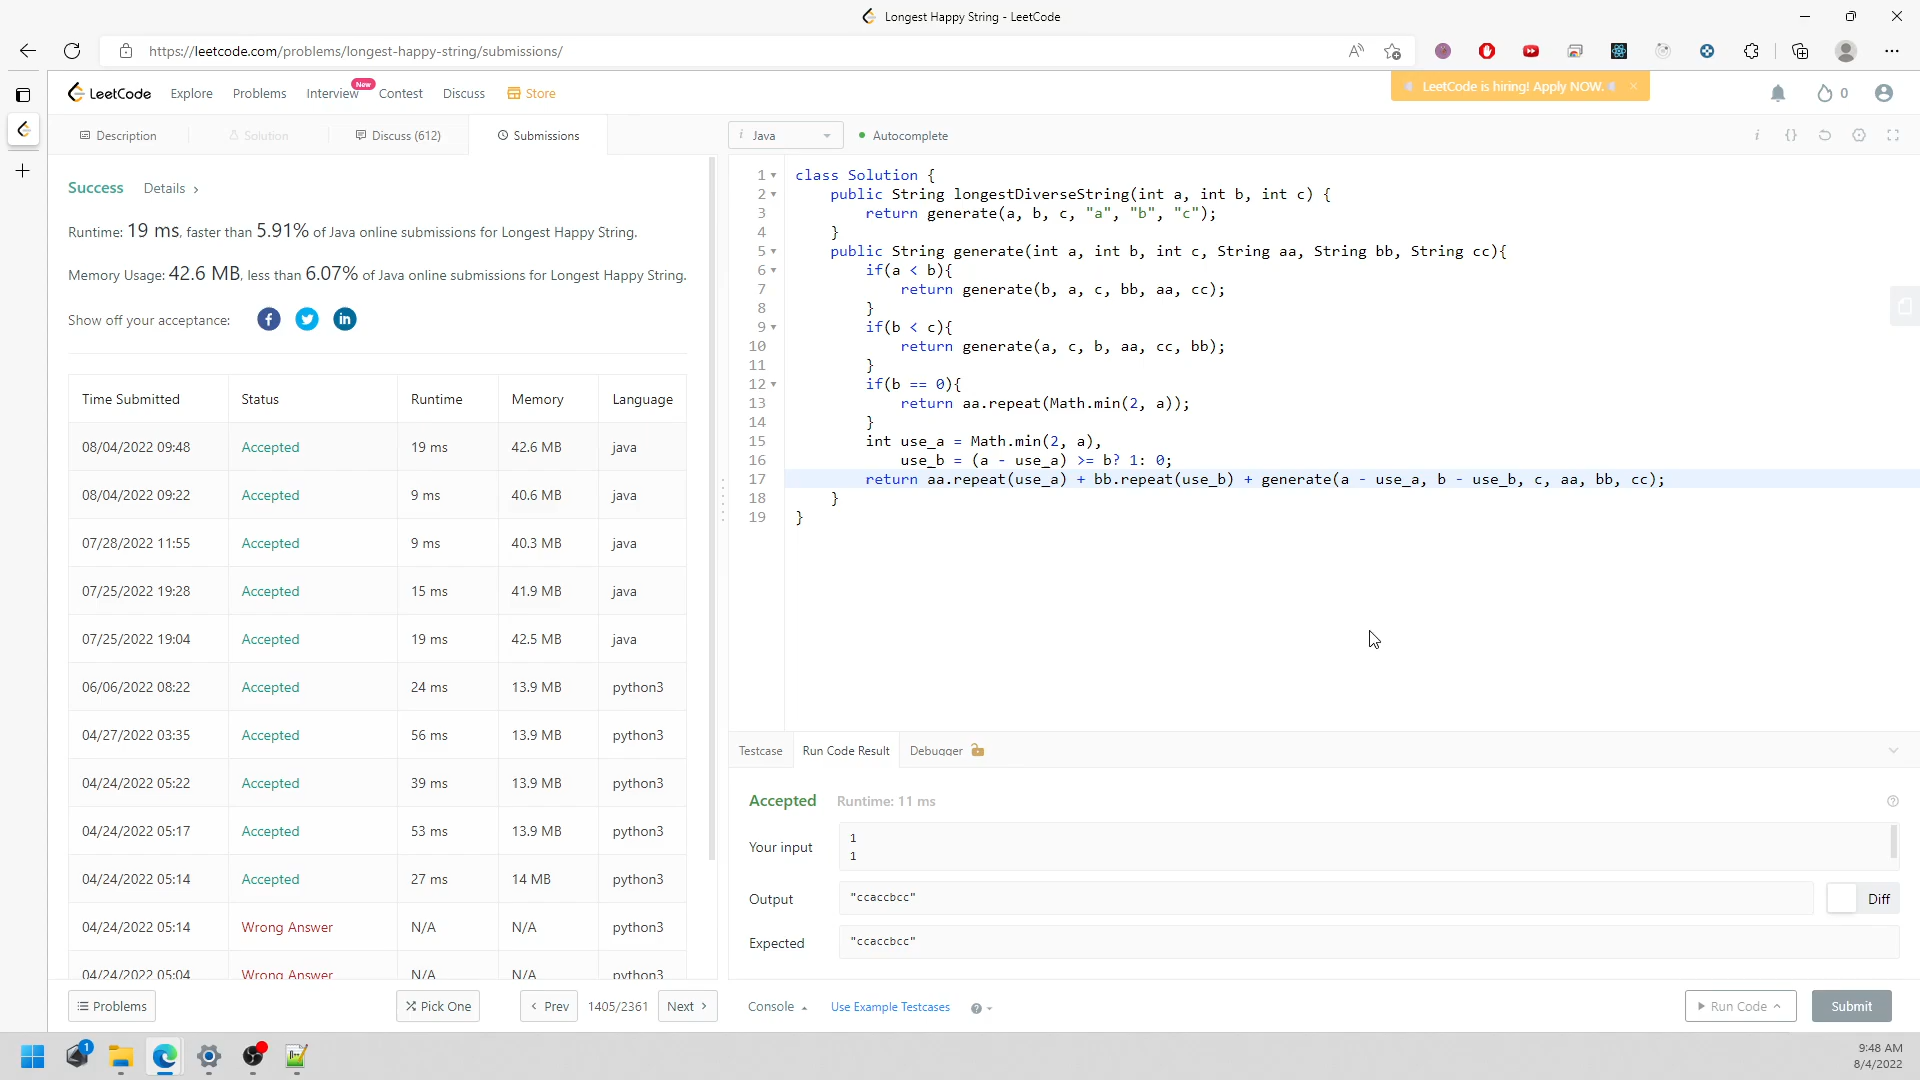 Longest Happy String - LeetCode
https://leetcode.com/problems/longest-happy-string/submissions/
LeetCode
Explore
Problems
Interview
New
Contest
Discuss
Store
LeetCode is hiring! Apply NOW.
0
Description
Solution
Discuss (612)
Submissions
i Java
Autocomplete
Success
Details
Runtime: 19 ms, faster than 5.91% of Java online submissions for Longest Happy String.
Memory Usage: 42.6 MB, less than 6.07% of Java online submissions for Longest Happy String.
Show off your acceptance:
Time Submitted Status Runtime Memory Language
08/04/2022 09:48 Accepted 19 ms 42.6 MB java
08/04/2022 09:22 Accepted 9 ms 40.6 MB java
07/28/2022 11:55 Accepted 9 ms 40.3 MB java
07/25/2022 19:28 Accepted 15 ms 41.9 MB java
07/25/2022 19:04 Accepted 19 ms 42.5 MB java
06/06/2022 08:22 Accepted 24 ms 13.9 MB python3
04/27/2022 03:35 Accepted 56 ms 13.9 MB python3
04/24/2022 05:22 Accepted 39 ms 13.9 MB python3
04/24/2022 05:17 Accepted 53 ms 13.9 MB python3
04/24/2022 05:14 Accepted 27 ms 14 MB python3
04/24/2022 05:14 Wrong Answer N/A N/A python3
04/24/2022 05:04 Wrong Answer N/A N/A python3
Problems
Pick One
Prev
1405/2361
Next
1 class Solution {
2 public String longestDiverseString(int a, int b, int c) {
3 return generate(a, b, c, "a", "b", "c");
4 }
5 public String generate(int a, int b, int c, String aa, String bb, String cc){
6 if(a < b){
7 return generate(b, a, c, bb, aa, cc);
8 }
9 if(b < c){
10 return generate(a, c, b, aa, cc, bb);
11 }
12 if(b == 0){
13 return aa.repeat(Math.min(2, a));
14 }
15 int use_a = Math.min(2, a),
16 use_b = (a - use_a) >= b? 1: 0;
17 return aa.repeat(use_a) + bb.repeat(use_b) + generate(a - use_a, b - use_b, c, aa, bb, cc);
18 }
19 }
Testcase
Run Code Result
Debugger
Accepted
Runtime: 11 ms
Your input
1
1
Output
"ccaccbcc"
Diff
Expected
"ccaccbcc"
Console
Use Example Testcases
Run Code
Submit
1
9:48 AM
8/4/2022